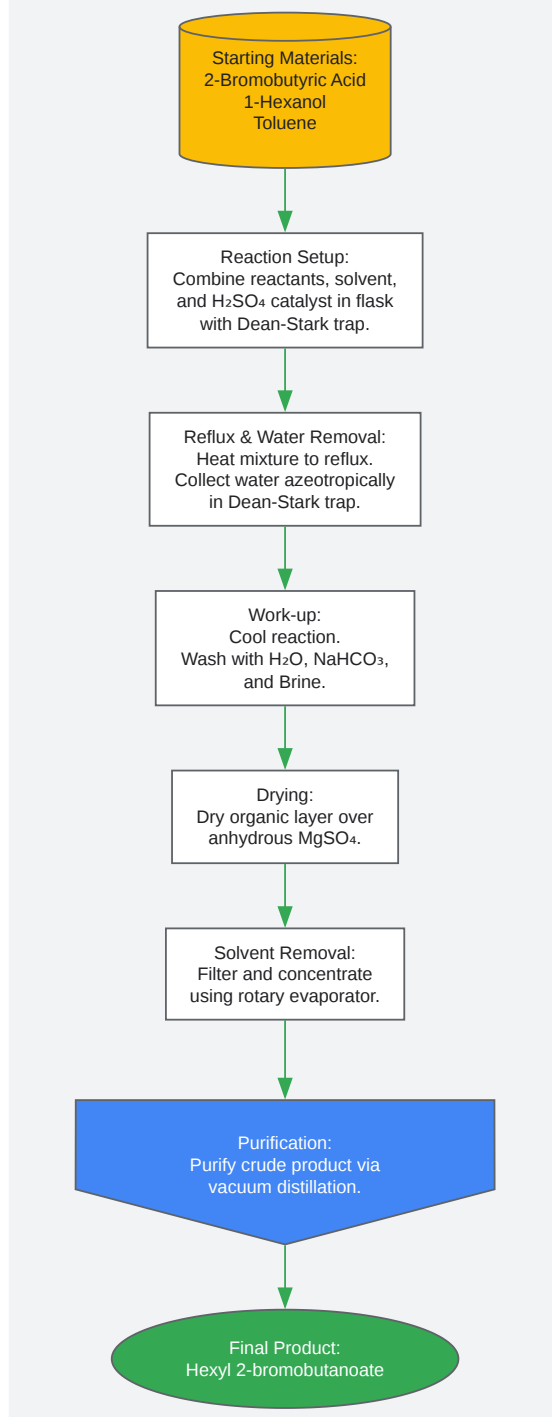 Starting Materials:
2-Bromobutyric Acid
1-Hexanol
Toluene
Reaction Setup:
Combine reactants, solvent,
and H₂SO₄ catalyst in flask
with Dean-Stark trap.
Reflux & Water Removal:
Heat mixture to reflux.
Collect water azeotropically
in Dean-Stark trap.
Work-up:
Cool reaction.
Wash with H₂O, NaHCO₃,
and Brine.
Drying:
Dry organic layer over
anhydrous MgSO₄.
Solvent Removal:
Filter and concentrate
using rotary evaporator.
Purification:
Purify crude product via
vacuum distillation.
Final Product:
Hexyl 2-bromobutanoate